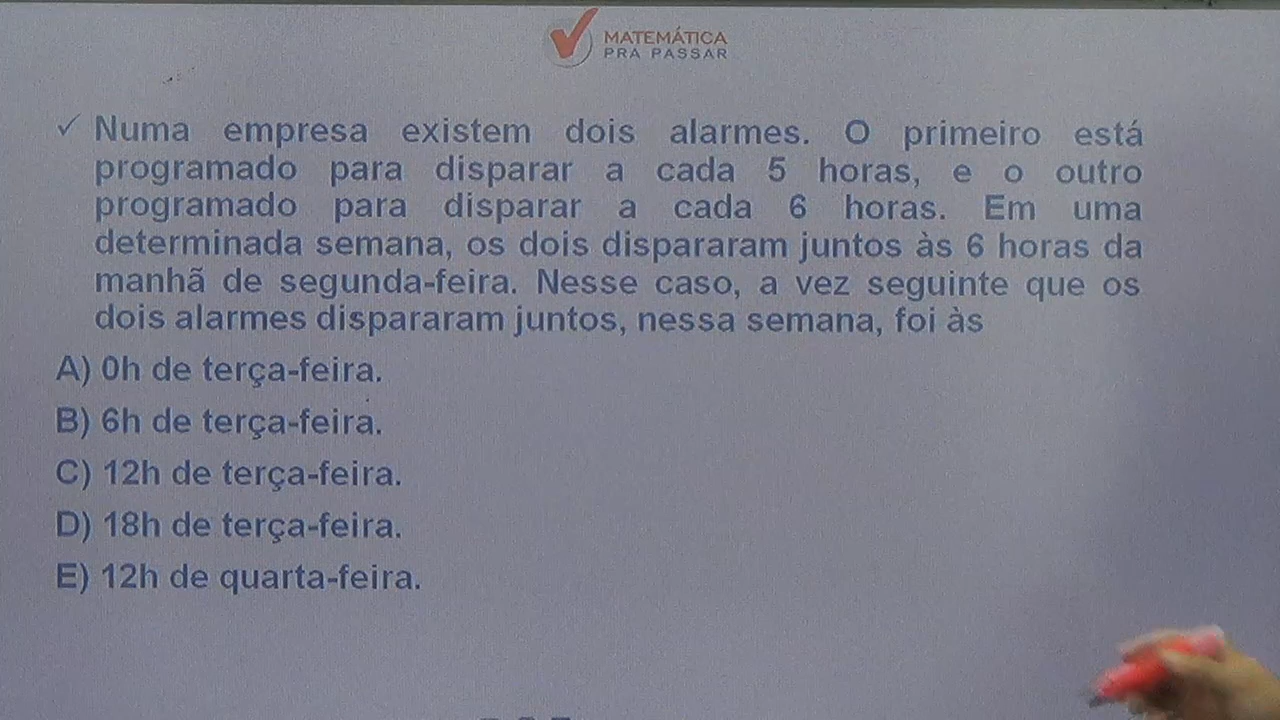 MATEMÁTICA
PRA PASSAR
✓ Numa empresa existem dois alarmes. O primeiro está
programado para disparar a cada 5 horas, e o outro
programado para disparar a cada 6 horas. Em uma
determinada semana, os dois dispararam juntos às 6 horas da
manhã de segunda-feira. Nesse caso, a vez seguinte que os
dois alarmes dispararam juntos, nessa semana, foi às
A) 0h de terça-feira.
B) 6h de terça-feira.
C) 12h de terça-feira.
D) 18h de terça-feira.
E) 12h de quarta-feira.